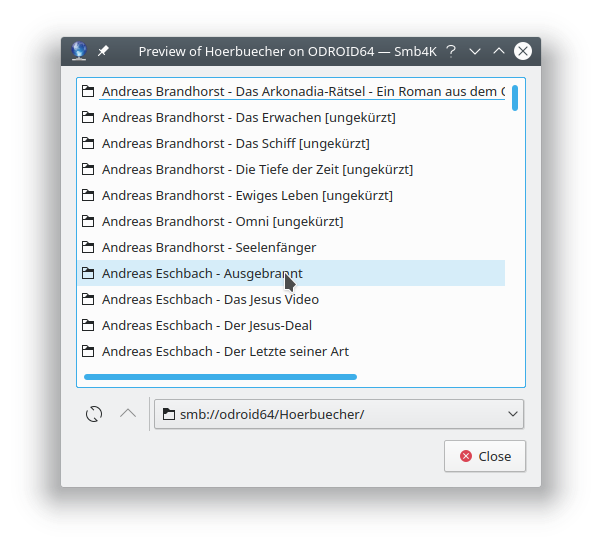 Preview of Hoerbuecher on ODROID64 — Smb4K
Andreas Brandhorst - Das Arkonadia-Rätsel - Ein Roman aus dem
Andreas Brandhorst - Das Erwachen [ungekürzt]
Andreas Brandhorst - Das Schiff [ungekürzt]
Andreas Brandhorst - Die Tiefe der Zeit [ungekürzt]
Andreas Brandhorst - Ewiges Leben [ungekürzt]
Andreas Brandhorst - Omni [ungekürzt]
Andreas Brandhorst - Seelenfänger
Andreas Eschbach - Ausgebrannt
Andreas Eschbach - Das Jesus Video
Andreas Eschbach - Der Jesus-Deal
Andreas Eschbach - Der Letzte seiner Art
smb://odroid64/Hoerbuecher/
Close